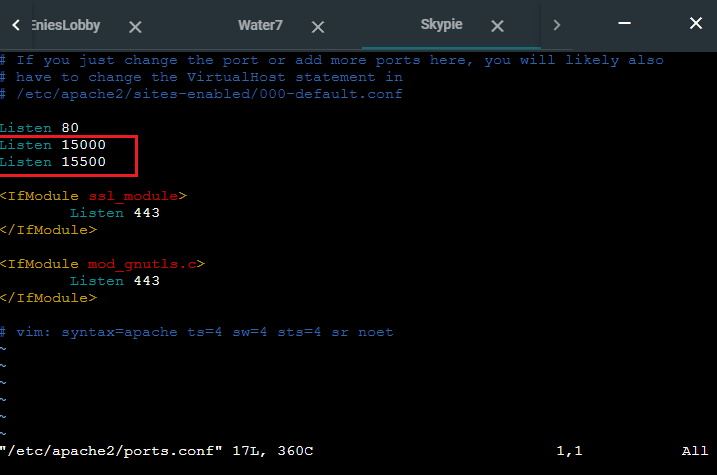 EniesLobby Water7 Skypie
# If you just change the port or add more ports here, you will likely also
# have to change the VirtualHost statement in
# /etc/apache2/sites-enabled/000-default.conf
Listen 80
Listen 15000
Listen 15500
<IfModule ssl_module>
        Listen 443
</IfModule>
<IfModule mod_gnutls.c>
        Listen 443
</IfModule>
# vim: syntax=apache ts=4 sw=4 sts=4 sr noet
~
~
~
~
~
~
"/etc/apache2/ports.conf" 17L, 360C 1,1 All